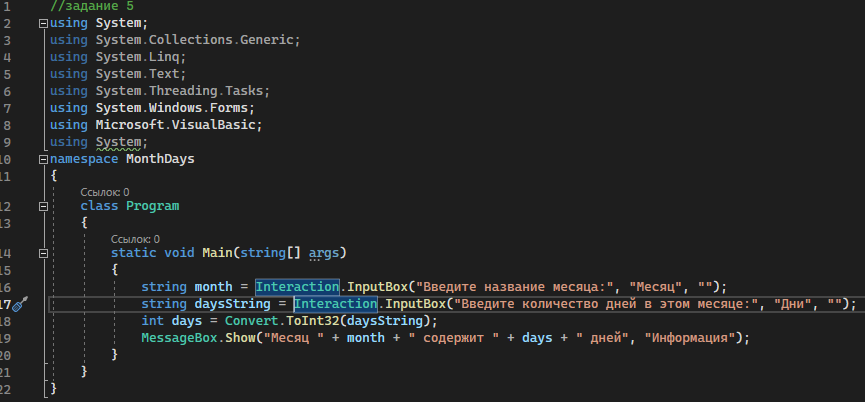 1 //задание 5
2 using System;
3 using System.Collections.Generic;
4 using System.Linq;
5 using System.Text;
6 using System.Threading.Tasks;
7 using System.Windows.Forms;
8 using Microsoft.VisualBasic;
9 using System;
10 namespace MonthDays
11 {
Ссылок: 0
12 class Program
13 {
Ссылок: 0
14 static void Main(string[] args)
15 {
16 string month = Interaction.InputBox("Введите название месяца:", "Месяц", "");
17 string daysString = Interaction.InputBox("Введите количество дней в этом месяце:", "Дни", "");
18 int days = Convert.ToInt32(daysString);
19 MessageBox.Show("Месяц " + month + " содержит " + days + " дней", "Информация");
20 }
21 }
22 }